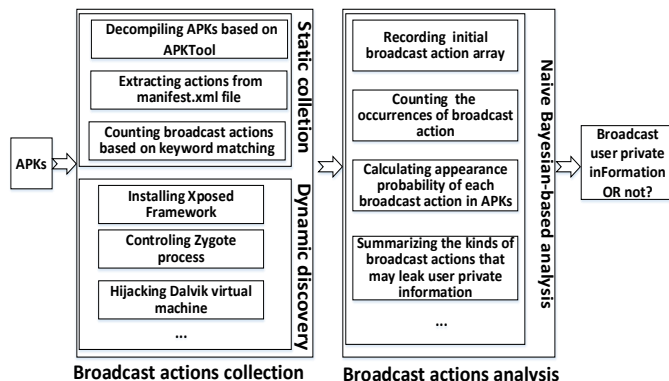 APKs
Decompiling APKs based on
APKTool
Extracting actions from
manifest.xml file
Counting broadcast actions
based on keyword matching
Static colletion
Installing Xposed
Framework
Controling Zygote
process
Hijacking Dalvik virtual
machine
...
Dynamic discovery
Broadcast actions collection
Recording initial
broadcast action array
Counting the
occurrences of broadcast
action
Calculating appearance
probability of each
broadcast action in APKs
Summarizing the kinds of
broadcast actions that
may leak user private
information
...
Naive Bayesian-based analysis
Broadcast actions analysis
Broadcast
user private
inFormation
OR not?